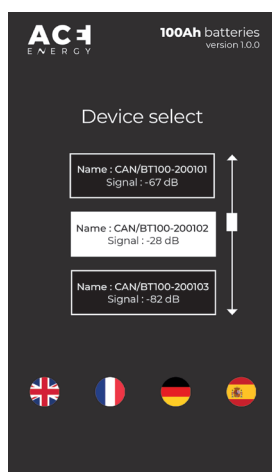 ACE
ENERGY
100Ah batteries
version 1.0.0
Device select
Name : CAN/BT100-200101
Signal : -67 dB
Name : CAN/BT100-200102
Signal : -28 dB
Name : CAN/BT100-200103
Signal : -82 dB